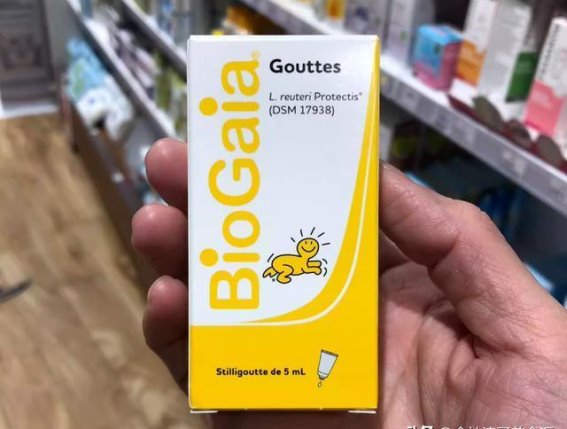 BioGaia®
Gouttes
L. reuteri Protectis®
(DSM 17938)
Stilligoutte de 5 mL